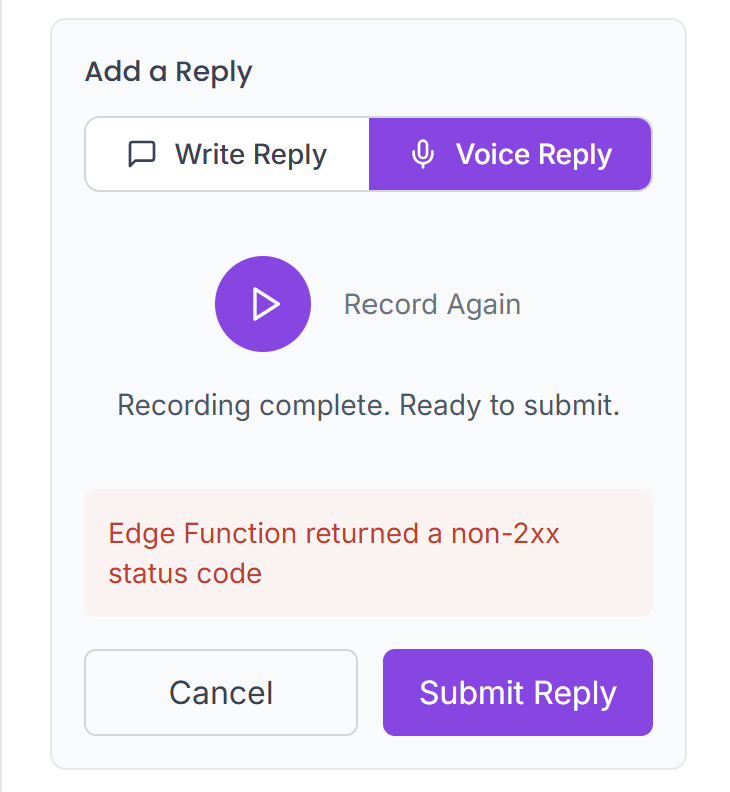 Add a Reply
Write Reply
Voice Reply
Record Again
Recording complete. Ready to submit.
Edge Function returned a non-2xx
status code
Cancel
Submit Reply